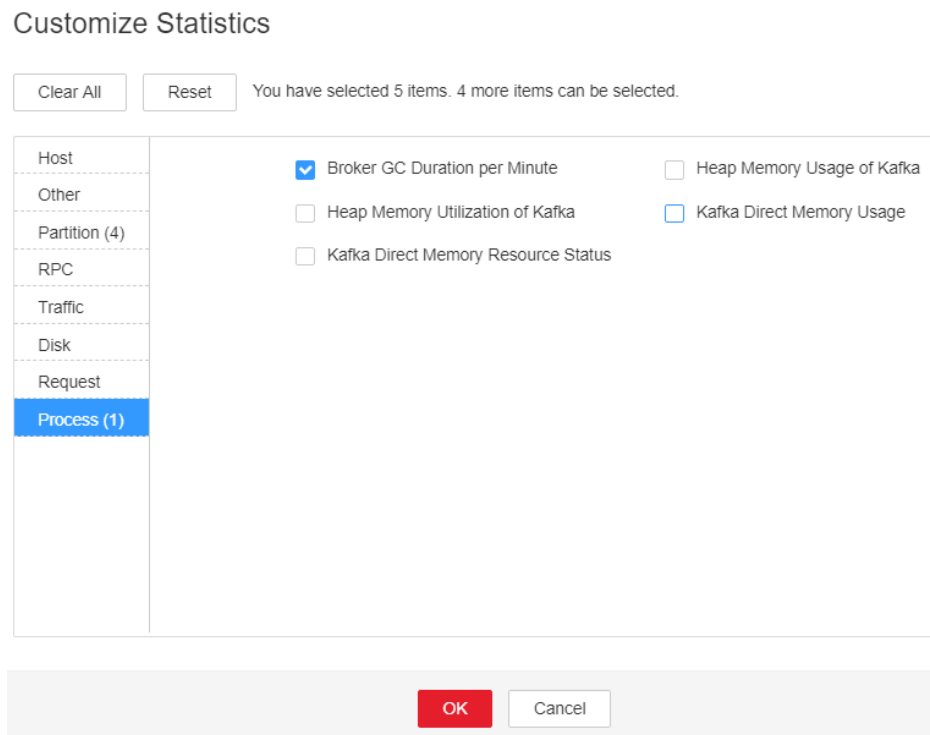 Customize Statistics
Clear All
Reset
You have selected 5 items. 4 more items can be selected.
Host
Other
Partition (4)
RPC
Traffic
Disk
Request
Process (1)
Broker GC Duration per Minute
Heap Memory Usage of Kafka
Heap Memory Utilization of Kafka
Kafka Direct Memory Usage
Kafka Direct Memory Resource Status
OK
Cancel